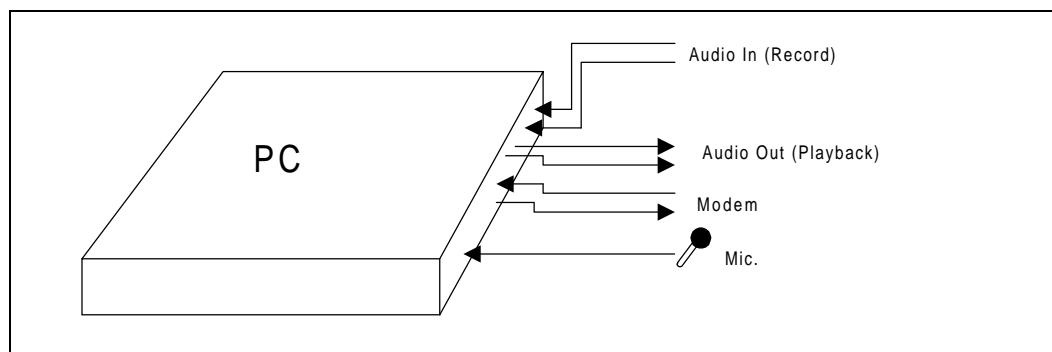 Audio In (Record)
PC
Audio Out (Playback)
Modem
Mic.